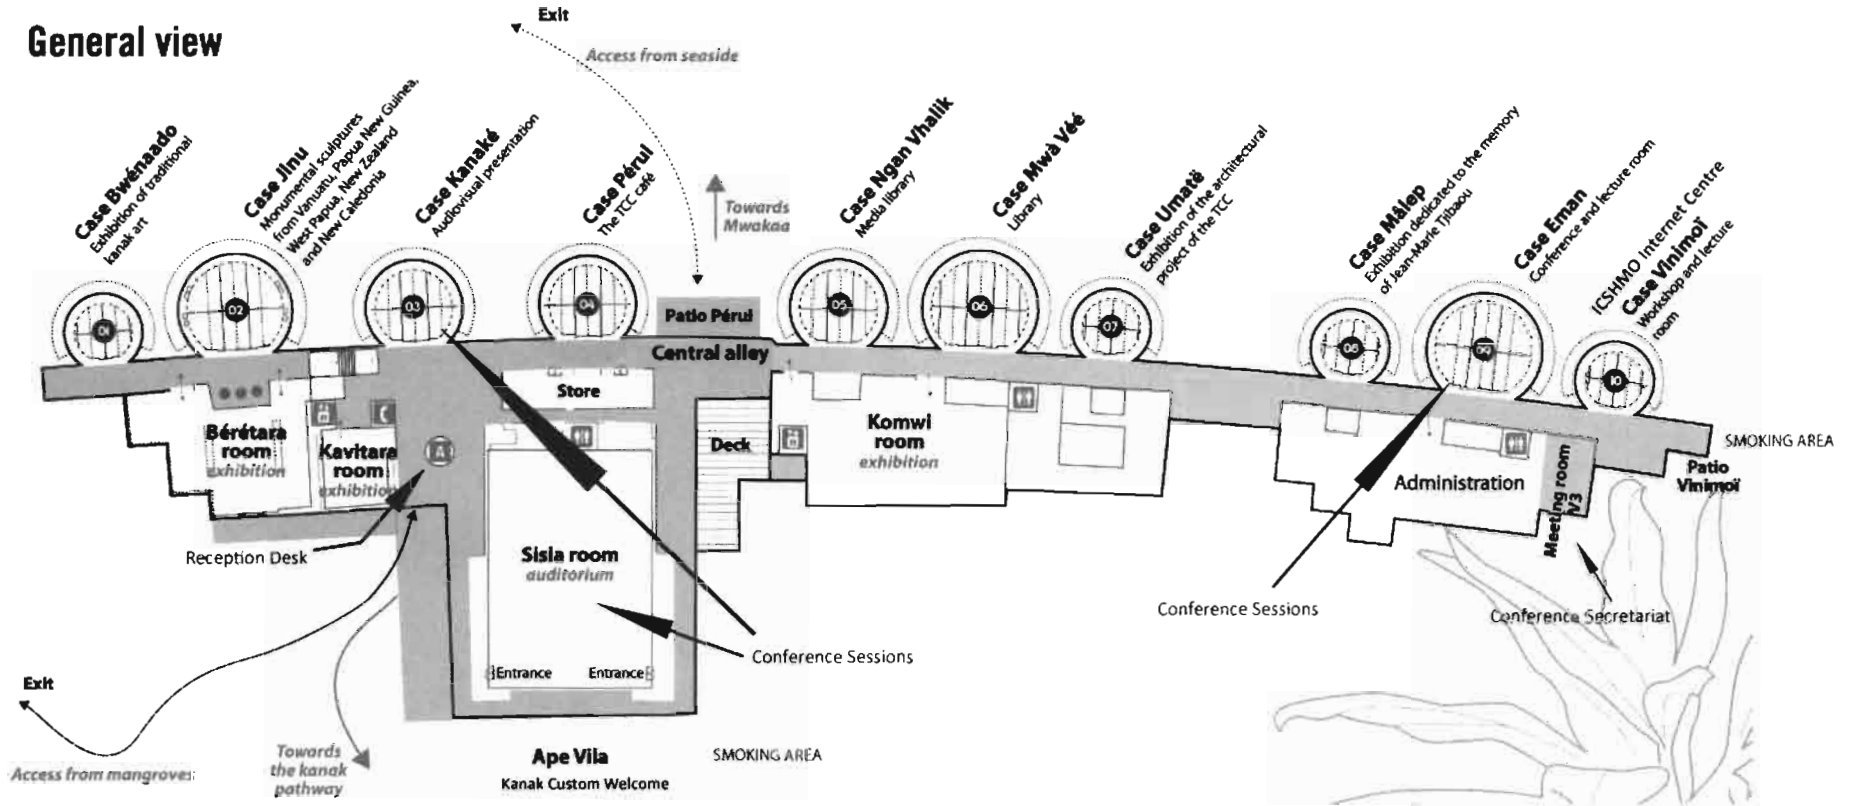 General view
Exit
Access from seaside
Case Bwénaado
Exhibition of traditional
kanak art
Case Jinu
Monumental sculptures
from Vanuatu, Papua New Guinea,
West Papua, New Zealand
and New Caledonia
Case Kanaké
Audiovisual presentation
Case Pérui
The TCC café
Towards
Mwakaa
Case Ngan Vhalik
Media library
Case Mwà Véé
Library
Case Umatë
Exhibition of the architectural
project of the TCC
Case Mâlep
Exhibition dedicated to the memory
of Jean-Marie Tjibaou
Case Eman
Conference and lecture room
ICSHMO Internet Centre
Case Vinimoï
Workshop and lecture
room
01
02
03
04
05
06
07
08
09
10
Patio Pérui
Central alley
Store
Deck
Bérétara
room
exhibition
Kavitara
room
exhibition
A
Komwi
room
exhibition
Administration
Meeting room
V3
SMOKING AREA
Patio
Vinimoï
Reception Desk
Sisia room
auditorium
Entrance
Entrance
Conference Sessions
Conference Sessions
Conference Secretariat
Exit
Access from mangroves
Towards
the kanak
pathway
Ape Vila
Kanak Custom Welcome
SMOKING AREA